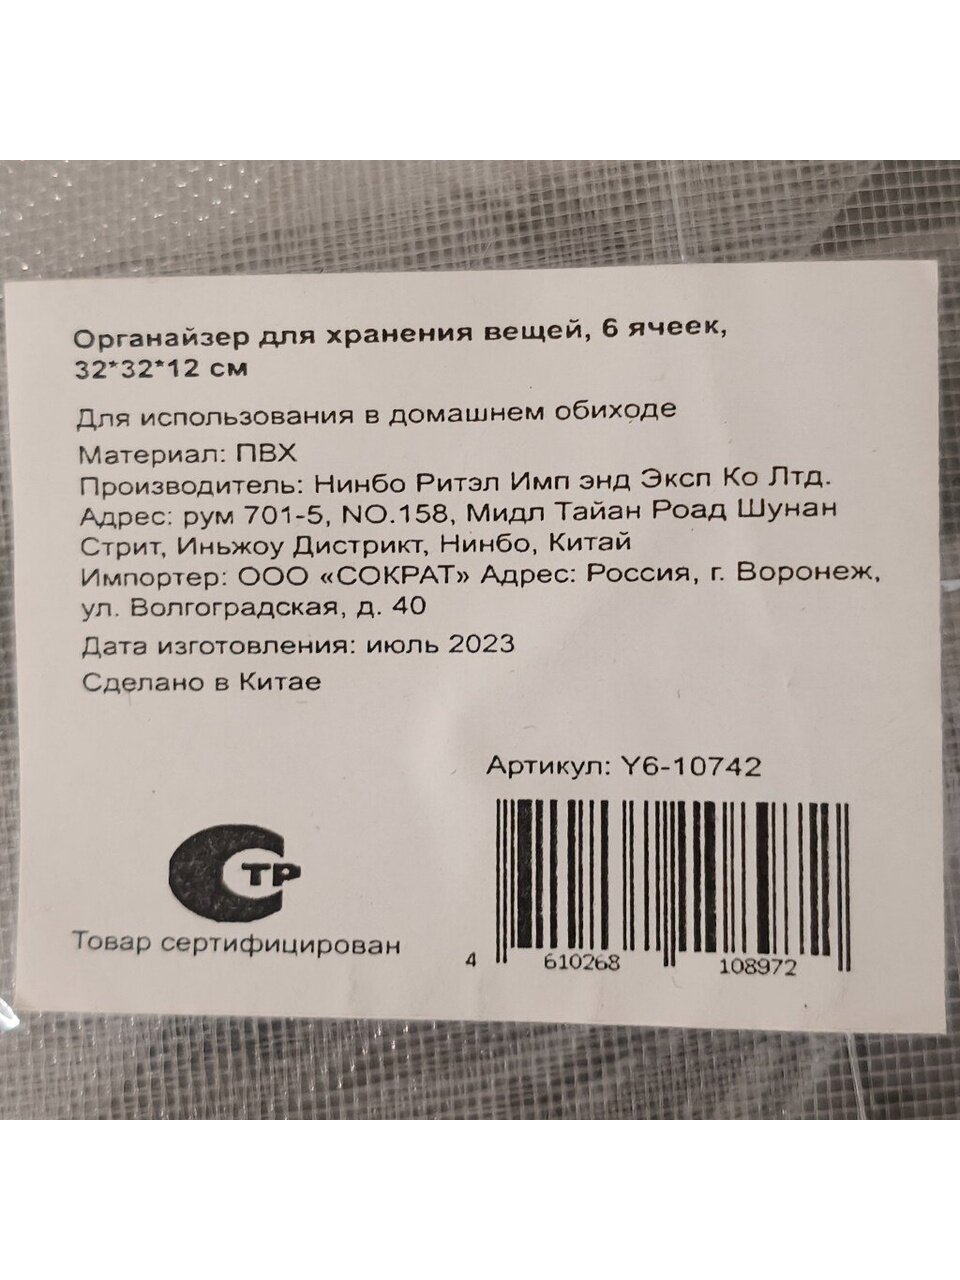 Органайзер для хранения вещей, 6 ячеек,
32*32*12 см
Для использования в домашнем обиходе
Материал: ПВХ
Производитель: Нинбо Ритэл Имп энд Эксп Ко Лтд.
Адрес: рум 701-5, NO.158, Мидл Тайан Роад Шунан
Стрит, Иньжоу Дистрикт, Нинбо, Китай
Импортер: ООО «СОКРАТ» Адрес: Россия, г. Воронеж,
ул. Волгоградская, д. 40
Дата изготовления: июль 2023
Сделано в Китае
Артикул: Y6-10742
СТР
Товар сертифицирован
4 610268 108972